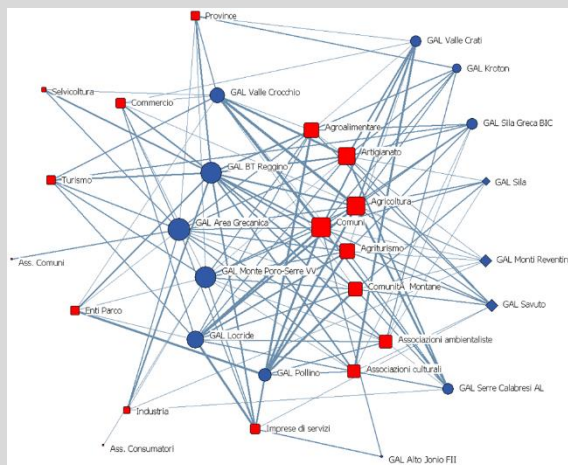 Province
GAL Valle Crati
GAL Kroton
Selvicoltura
Commercio
GAL Valle Crocchio
GAL Sila Greca BIC
Agroalimentare
Artigianato
Turismo
GAL BT Reggino
GAL Sila
Agricoltura
GAL Area Grecanica
Comuni
Agriturismo
Ass. Comuni
GAL Monti Reventini
GAL Monte Poro-Serre VV
Comunità Montane
GAL Savuto
Enti Parco
GAL Locride
Associazioni ambientaliste
GAL Pollino
Associazioni culturali
GAL Serre Calabresi AL
Industria
Imprese di servizi
Ass. Consumatori
GAL Alto Jonio FII